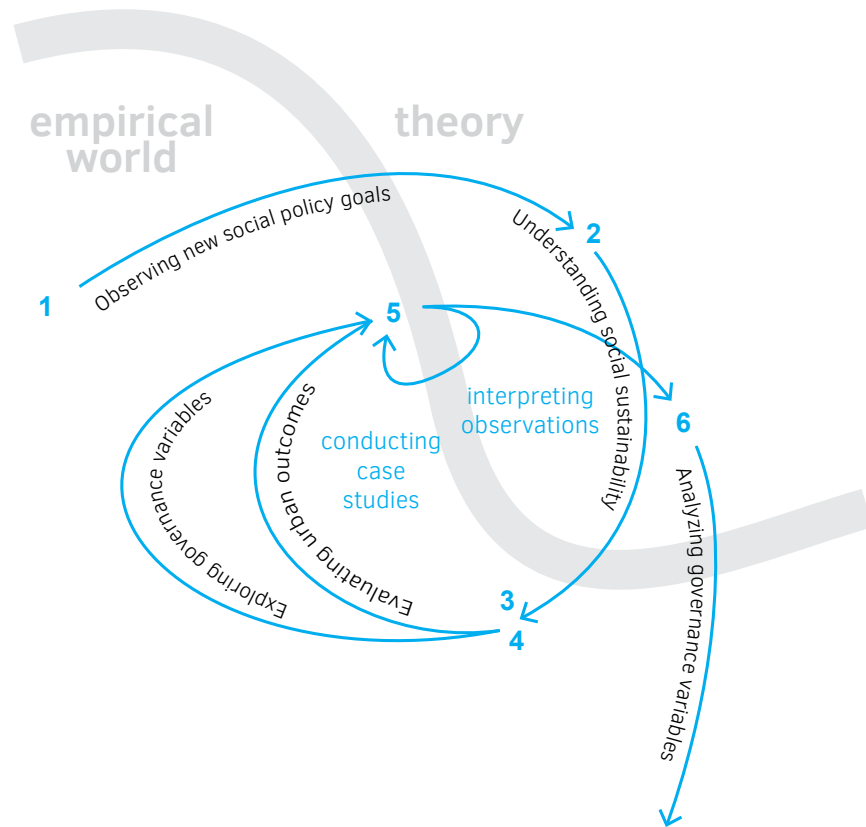 empirical
world
theory
Observing new social policy goals
1
2
Understanding social sustainability
5
interpreting
observations
6
conducting
case
studies
Exploring governance variables
Evaluating urban outcomes
3
4
Analyzing governance variables